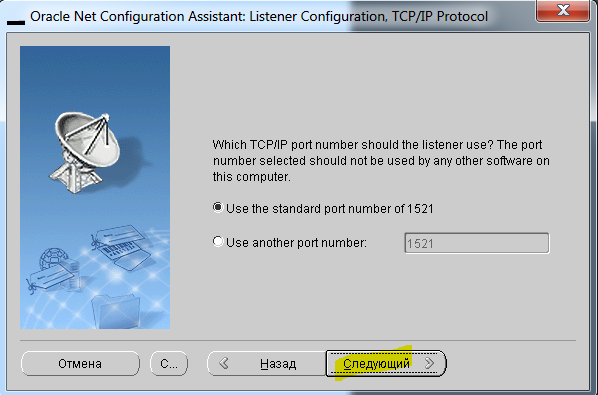 Oracle Net Configuration Assistant: Listener Configuration, TCP/IP Protocol
Which TCP/IP port number should the listener use? The port
number selected should not be used by any other software on
this computer.
Use the standard port number of 1521
Use another port number:
1521
Отмена
С...
Назад
Следующий